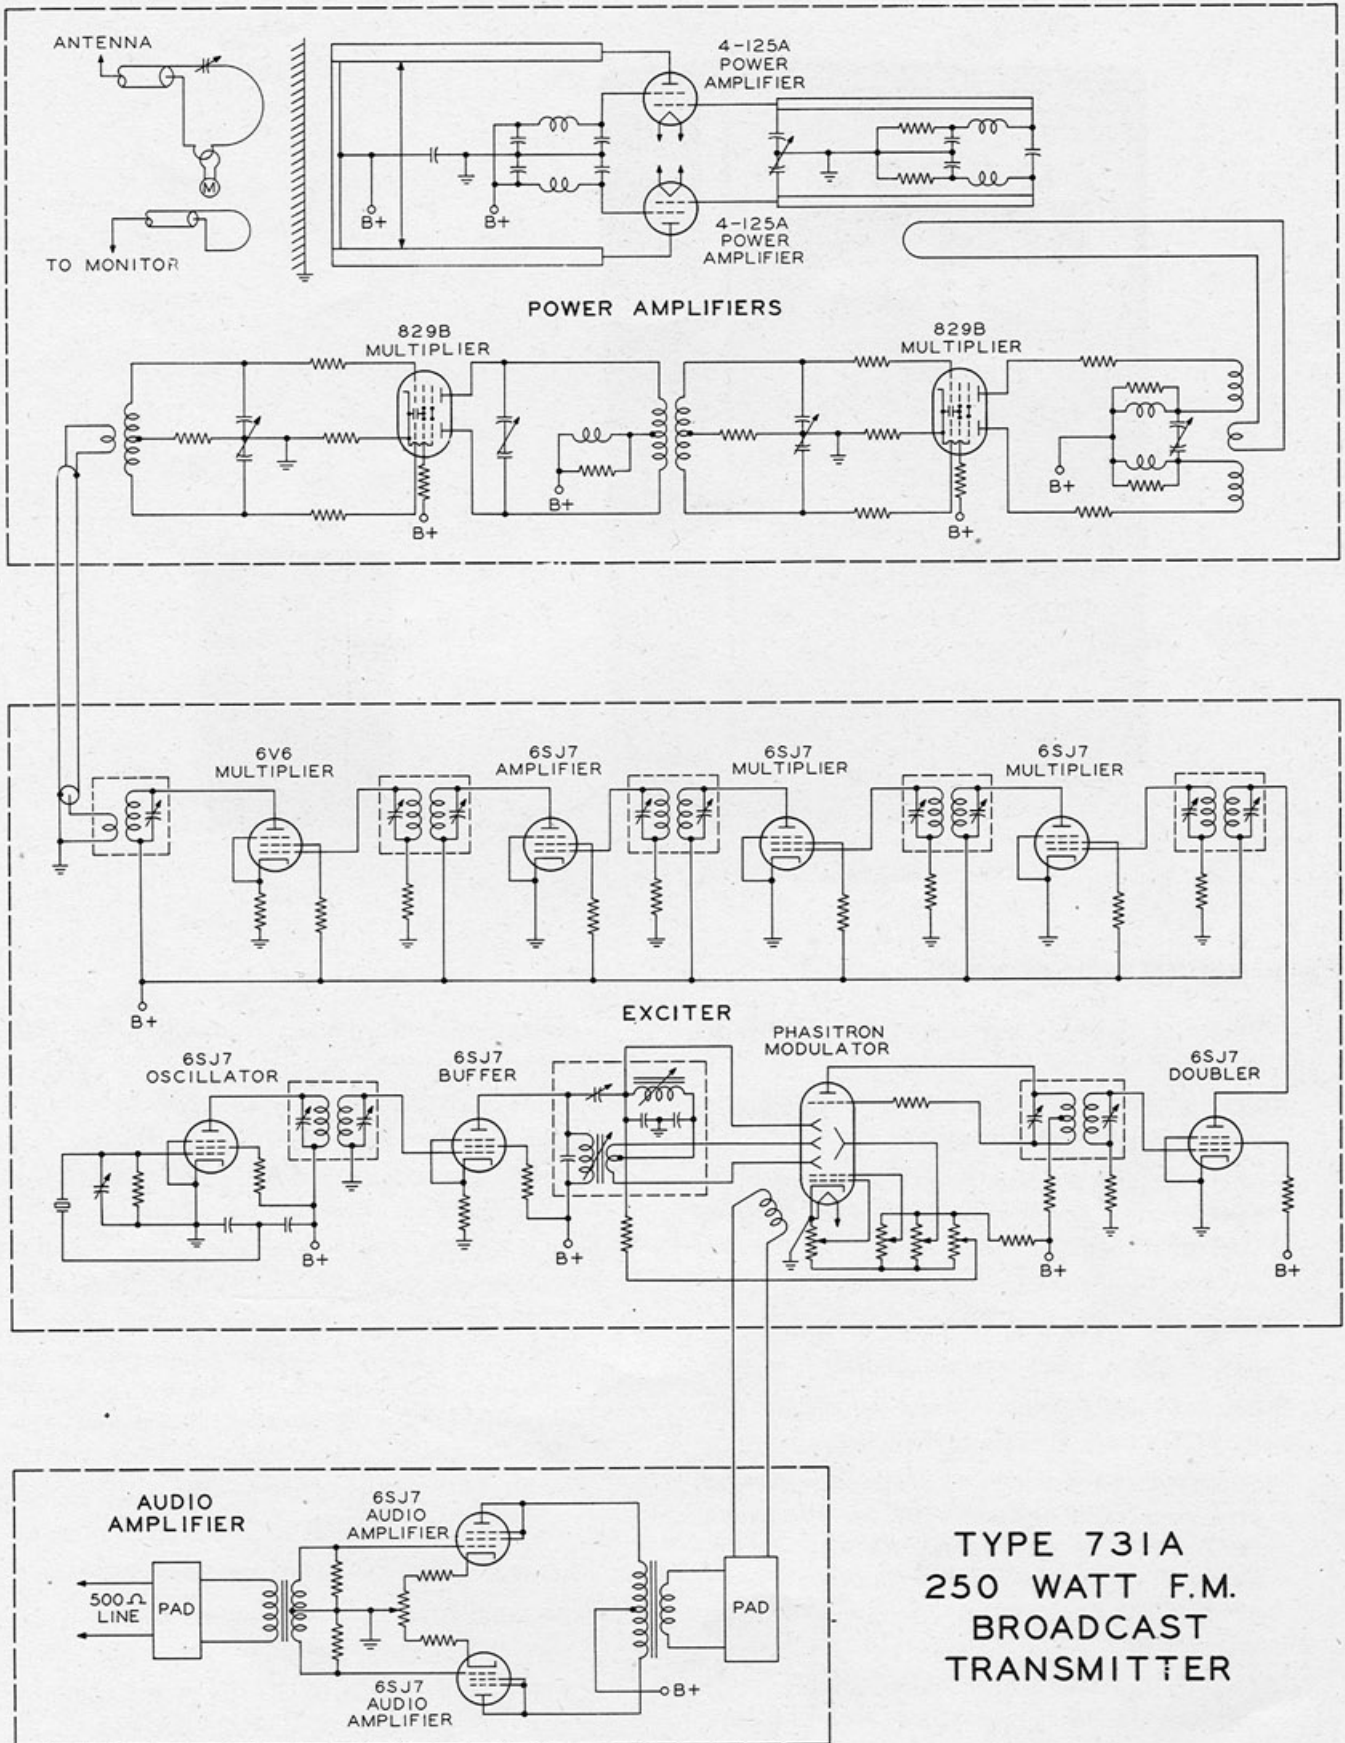 ANTENNA
M
TO MONITOR
4-125A
POWER
AMPLIFIER
B+
B+
4-125A
POWER
AMPLIFIER
POWER AMPLIFIERS
829B
MULTIPLIER
829B
MULTIPLIER
B+
B+
B+
B+
6V6
MULTIPLIER
6SJ7
AMPLIFIER
6SJ7
MULTIPLIER
6SJ7
MULTIPLIER
B+
EXCITER
6SJ7
OSCILLATOR
6SJ7
BUFFER
PHASITRON
MODULATOR
6SJ7
DOUBLER
B+
B+
B+
B+
AUDIO
AMPLIFIER
6SJ7
AUDIO
AMPLIFIER
500Ω
LINE
PAD
PAD
6SJ7
AUDIO
AMPLIFIER
B+
TYPE 731A
250 WATT F.M.
BROADCAST
TRANSMITTER